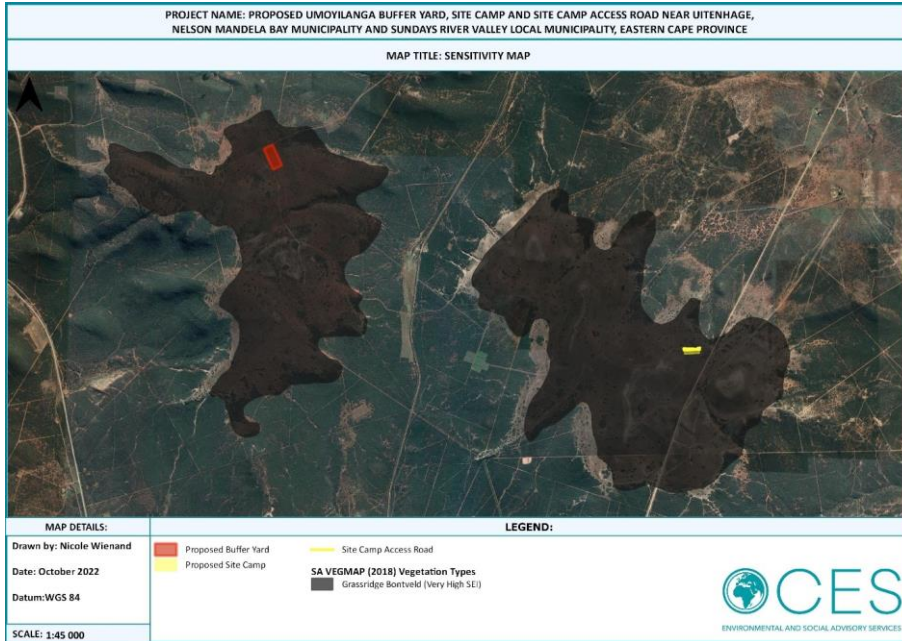 PROJECT NAME: PROPOSED UMOYILANGA BUFFER YARD, SITE CAMP AND SITE CAMP ACCESS ROAD NEAR UITENHAGE,
NELSON MANDELA BAY MUNICIPALITY AND SUNDAYS RIVER VALLEY LOCAL MUNICIPALITY, EASTERN CAPE PROVINCE
MAP TITLE: SENSITIVITY MAP
MAP DETAILS:
Drawn by: Nicole Wienand
Date: October 2022
Datum:WGS 84
SCALE: 1:45 000
LEGEND:
Proposed Buffer Yard
Proposed Site Camp
Site Camp Access Road
SA VEGMAP (2018) Vegetation Types
Grassridge Bontveld (Very High SEI)
CES
ENVIRONMENTAL AND SOCIAL ADVISORY SERVICES